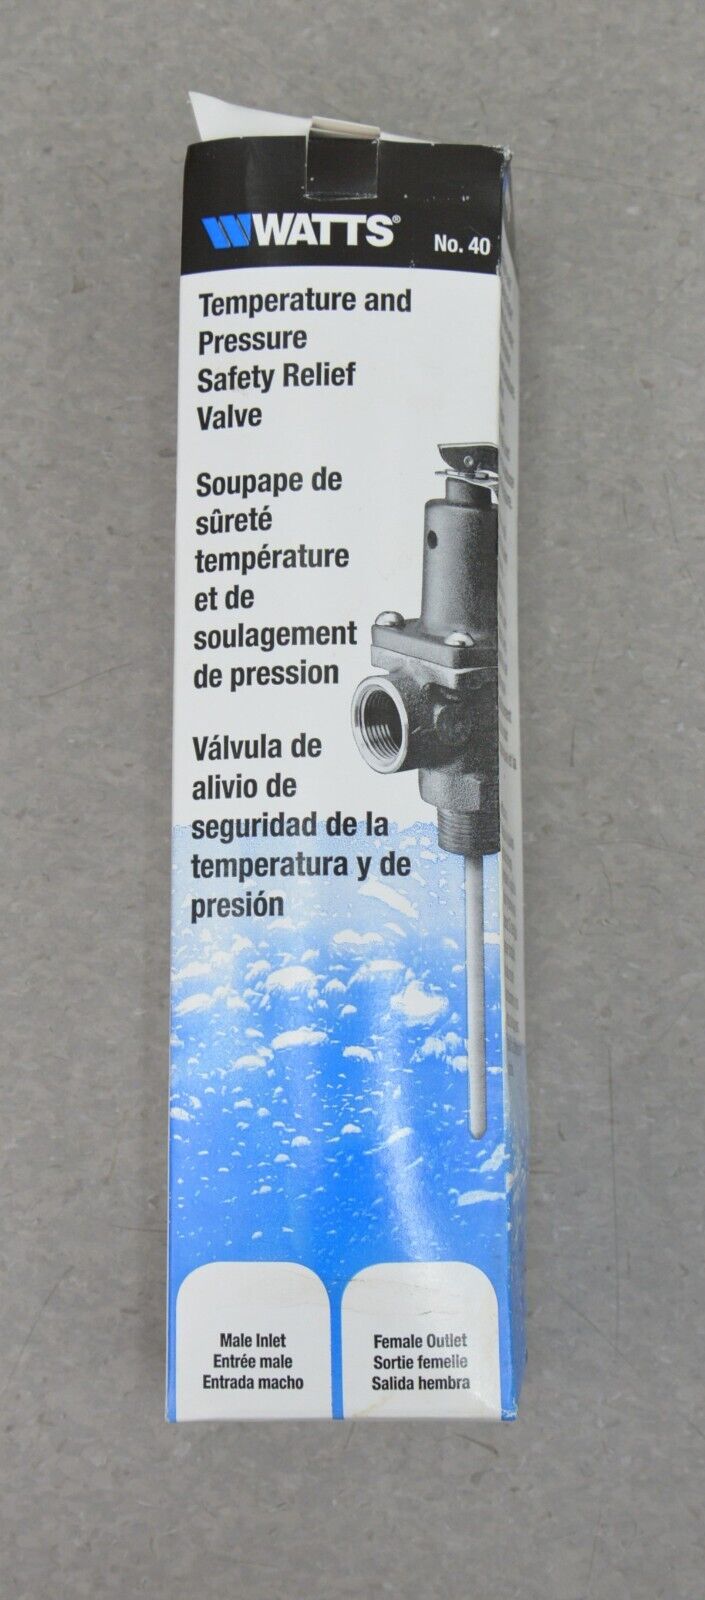 WATTS®
No. 40
Temperature and
Pressure
Safety Relief
Valve
Soupape de
sûreté
température
et de
soulagement
de pression
Válvula de
alivio de
seguridad de la
temperatura y de
presión
Male Inlet
Entrée male
Entrada macho
Female Outlet
Sortie femelle
Salida hembra